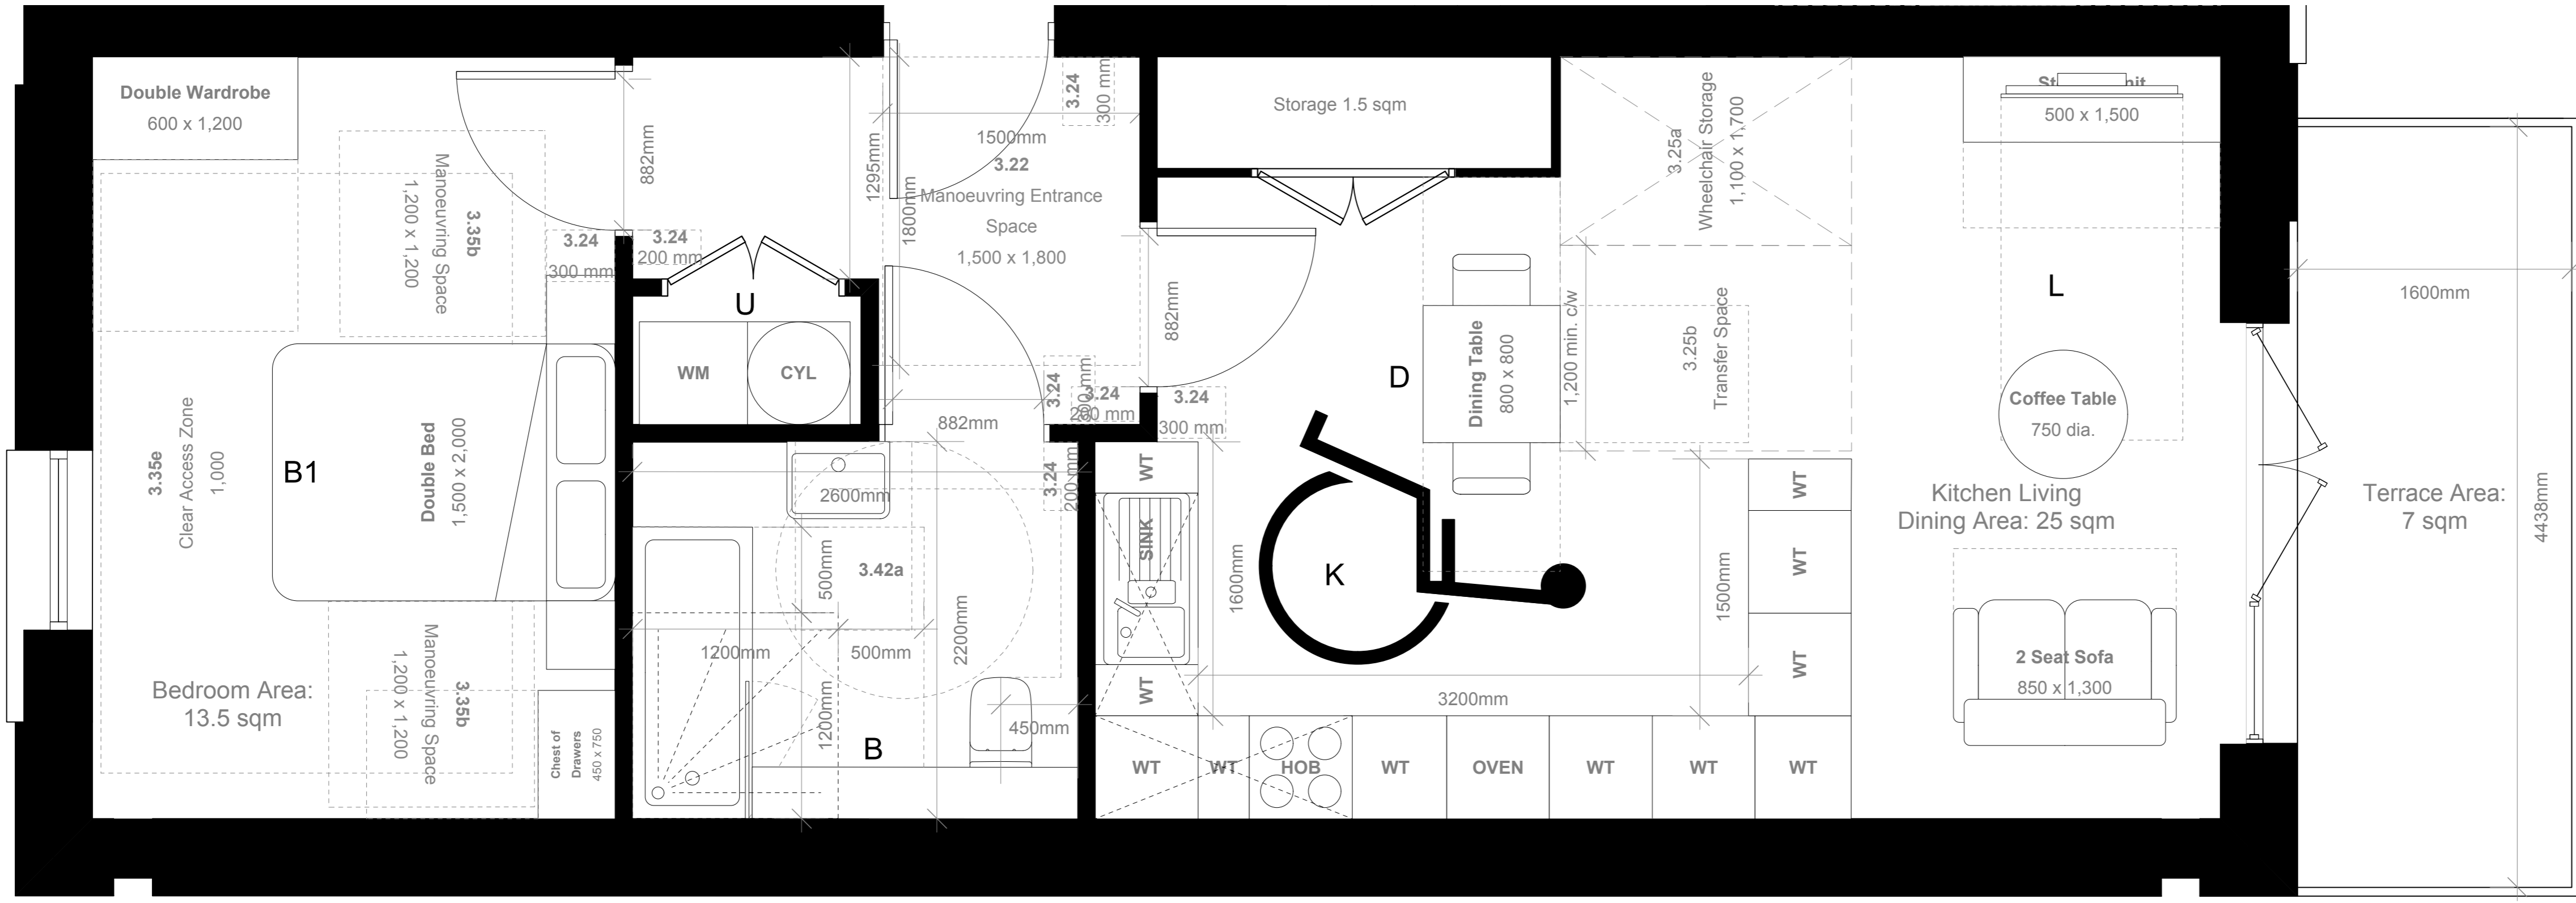 Double Wardrobe
600 x 1,200
Manoeuvring Space
1,200 x 1,200
3.35b
3.24
300 mm
3.24
200 mm
882mm
3.35e
Clear Access Zone
1,000
B1
Double Bed
1,500 x 2,000
Bedroom Area:
13.5 sqm
3.35b
Manoeuvring Space
1,200 x 1,200
Chest of
Drawers
450 x 750
U
WM
CYL
1295mm
1800mm
3.24
300 mm
1500mm
3.22
Manoeuvring Entrance
Space
1,500 x 1,800
882mm
3.24
3.24
200 mm
3.24
300 mm
882mm
3.24
200 mm
2600mm
500mm
3.42a
1200mm
500mm
2200mm
1200mm
450mm
B
Storage 1.5 sqm
3.25a
Wheelchair Storage
1,100 x 1,700
D
Dining Table
800 x 800
1,200 min. c/w
3.25b
Transfer Space
WT
SINK
WT
1600mm
K
1500mm
3200mm
WT
WT
WT
WT
WT
HOB
WT
OVEN
WT
WT
WT
500 x 1,500
L
Coffee Table
750 dia.
Kitchen Living
Dining Area: 25 sqm
2 Seat Sofa
850 x 1,300
1600mm
Terrace Area:
7 sqm
4438mm